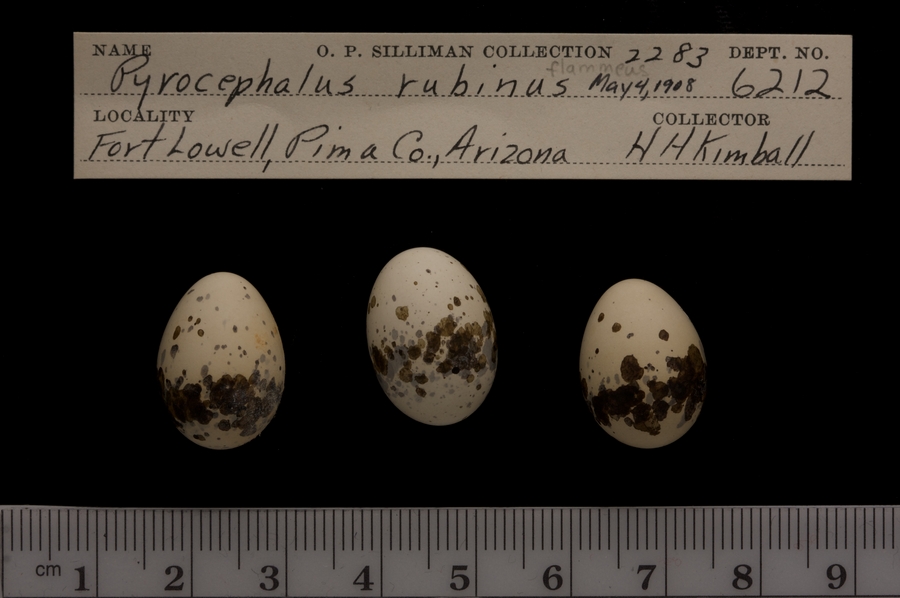 NAME O. P. SILLIMAN COLLECTION 2283 DEPT. NO.
flammeus
Pyrocephalus rubinus May 4, 1908 6212
LOCALITY COLLECTOR
Fort Lowell, Pima Co., Arizona H H Kimball
cm 1 2 3 4 5 6 7 8 9